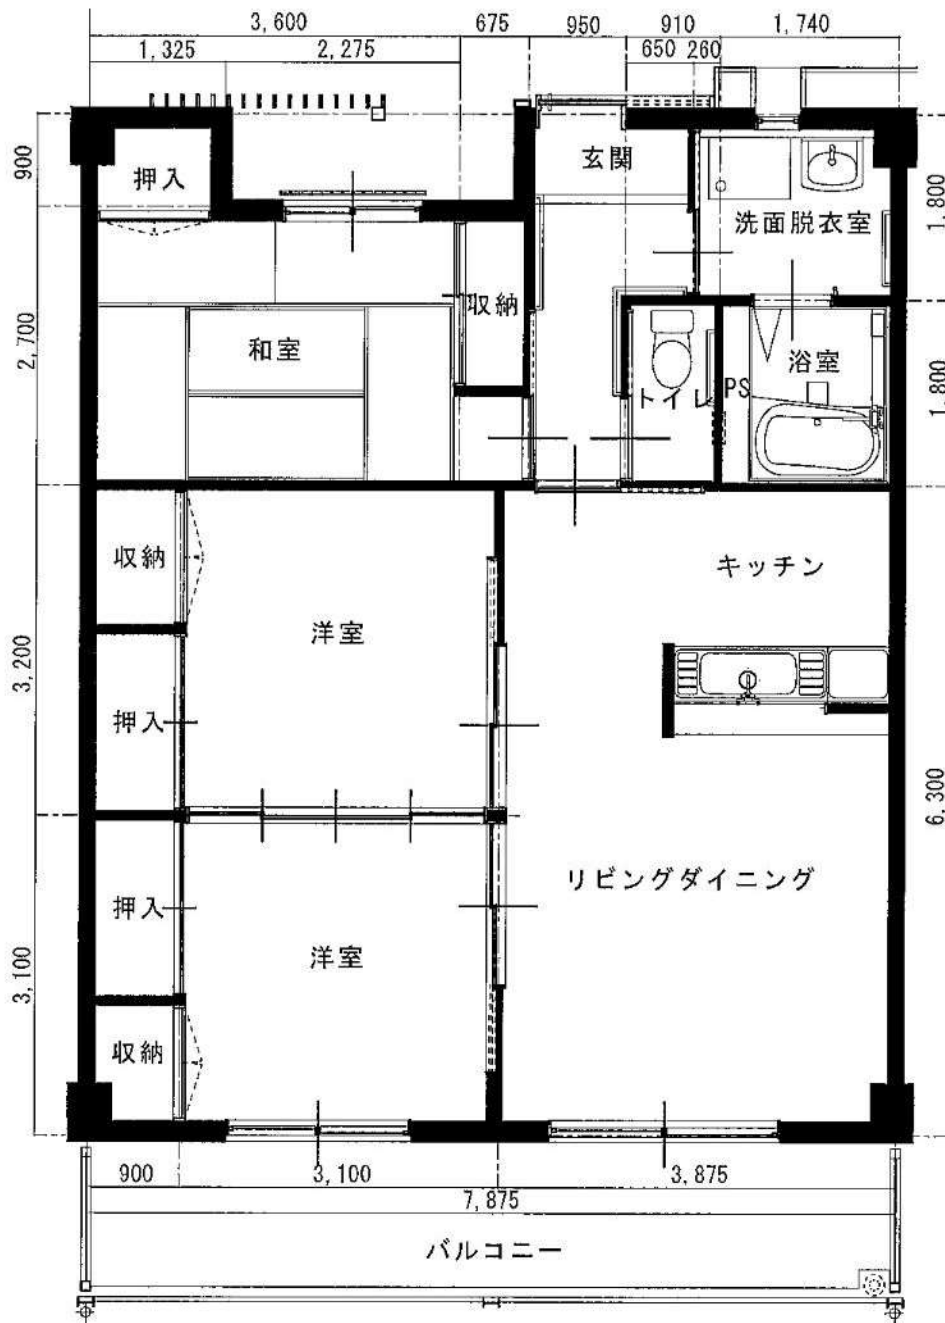 3,600
675
950
910
1,740
1,325
2,275
650
260
900
押入
玄関
洗面脱衣室
1,800
2,700
和室
収納
トイレ
PS
浴室
1,800
収納
洋室
キッチン
3,200
押入
6,300
リビングダイニング
押入
洋室
3,100
収納
900
3,100
3,875
7,875
バルコニー